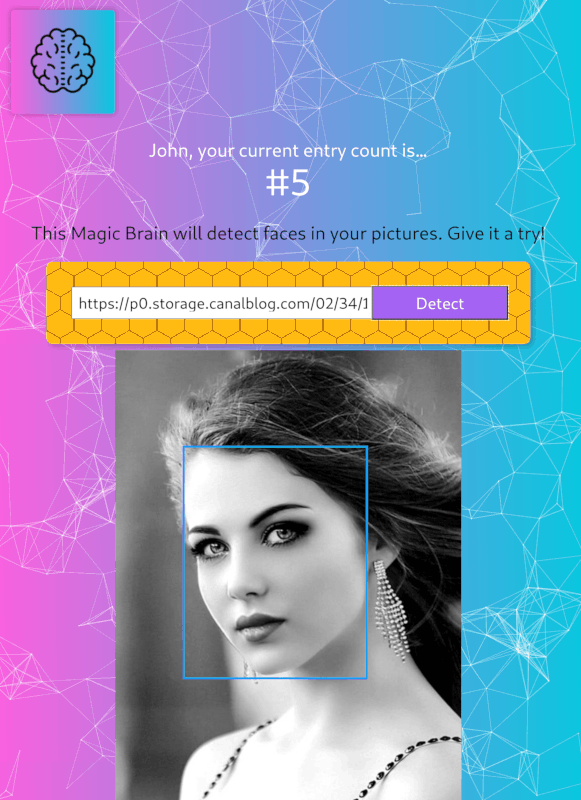 John, your current entry count is...
#5
This Magic Brain will detect faces in your pictures. Give it a try!
https://p0.storage.canalblog.com/02/34/1
Detect